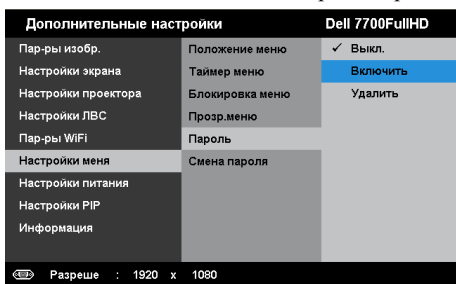 Дополнительные настройки Dell 7700FullHD
Пар-ры изобр. Положение меню ✓ Выкл.
Настройки экрана Таймер меню Включить
Настройки проектора Блокировка меню Удалить
Настройки ЛВС Прозр.меню
Пар-ры WiFi Пароль
Настройки меня Смена пароля
Настройки питания
Настройки PIP
Информация
Разреше : 1920 x 1080